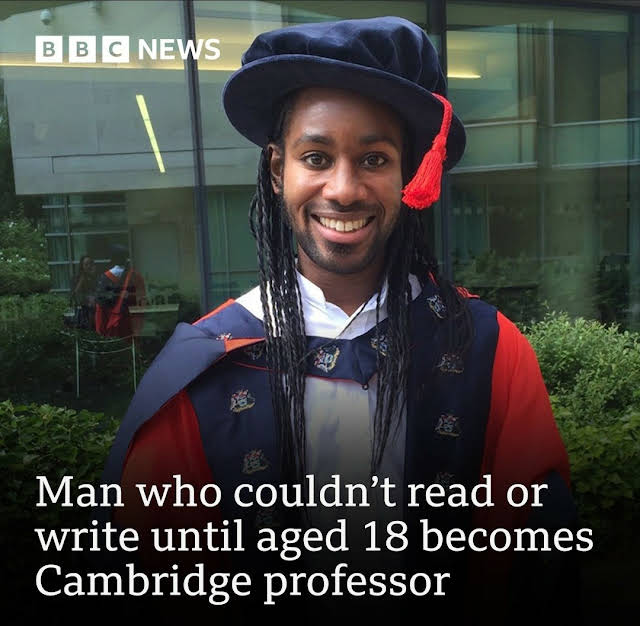 BBC NEWS
Man who couldn't read or
write until aged 18 becomes
Cambridge professor